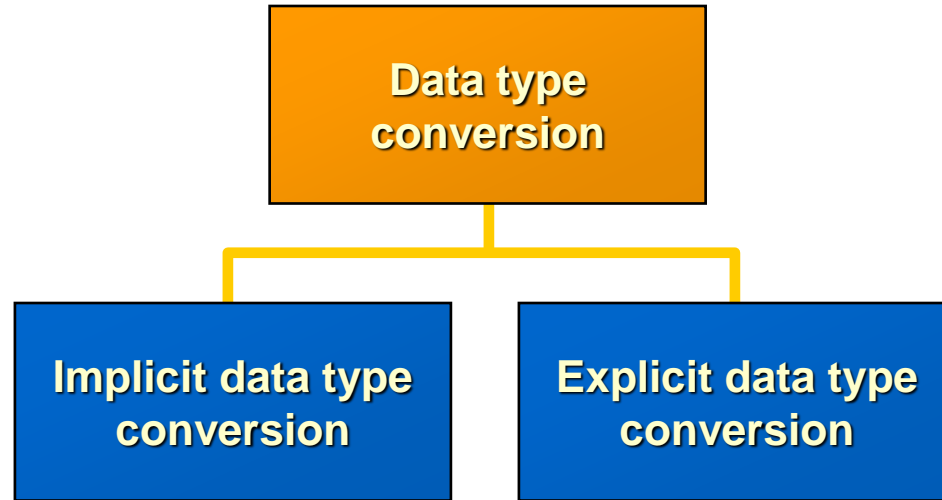 Data type
conversion
Implicit data type
conversion
Explicit data type
conversion